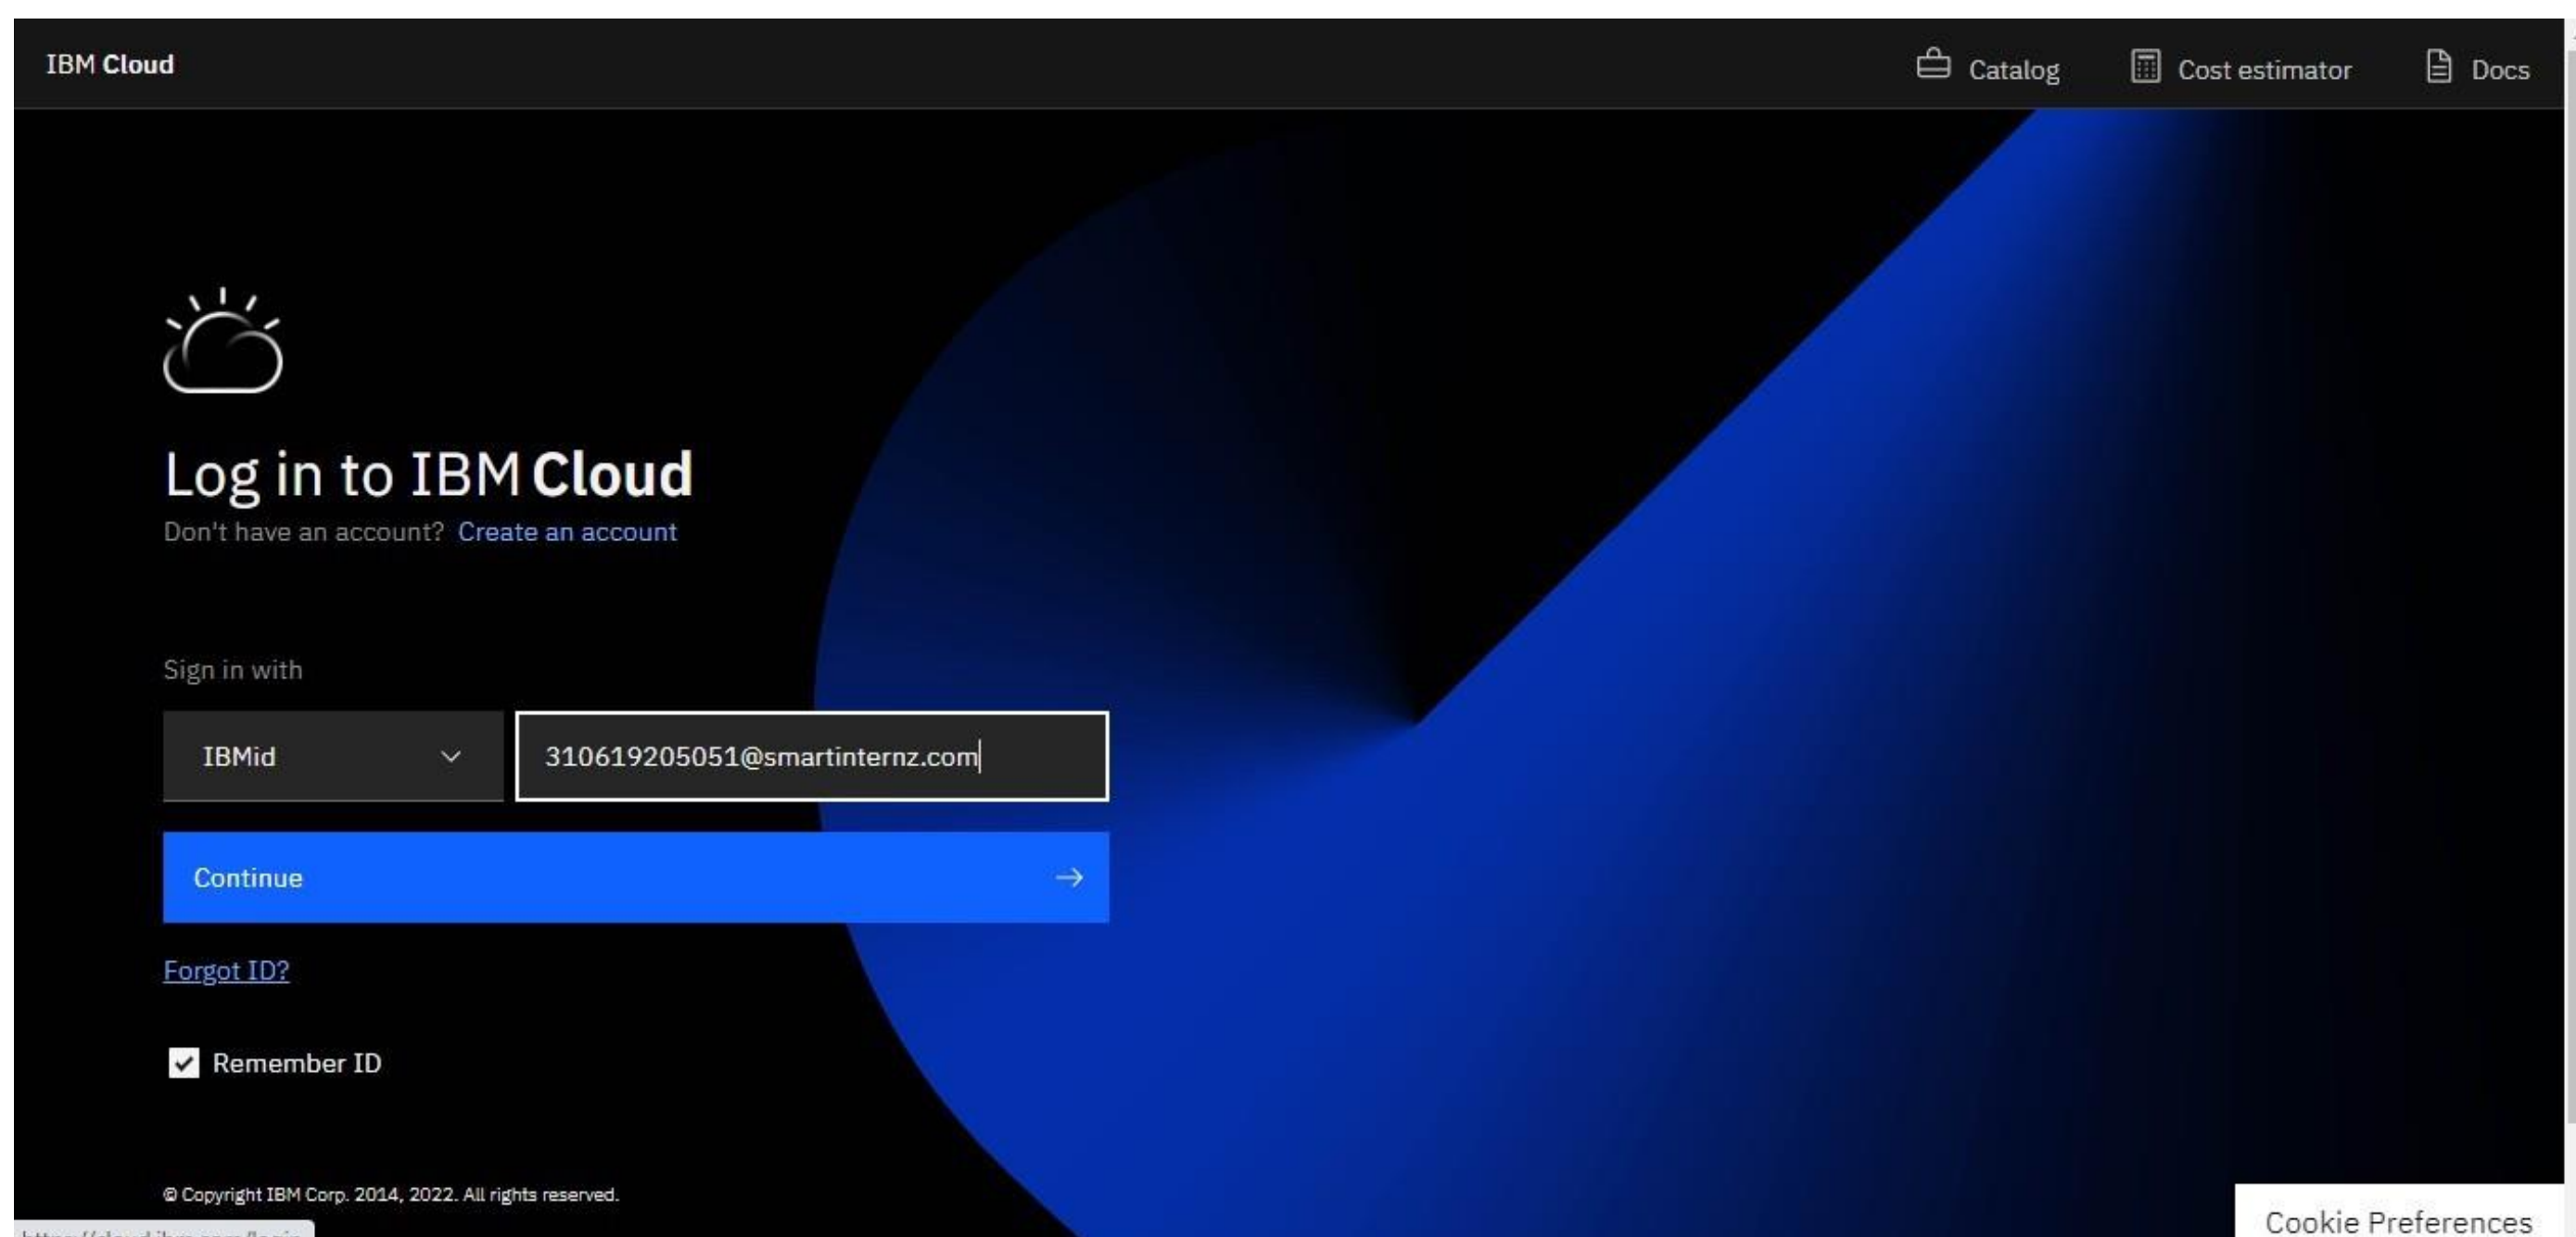 IBM Cloud
Catalog
Cost estimator
Docs
Log in to IBM Cloud
Don't have an account? Create an account
Sign in with
IBMid
310619205051@smartinternz.com
Continue
Forgot ID?
Remember ID
© Copyright IBM Corp. 2014, 2022. All rights reserved.
Cookie Preferences